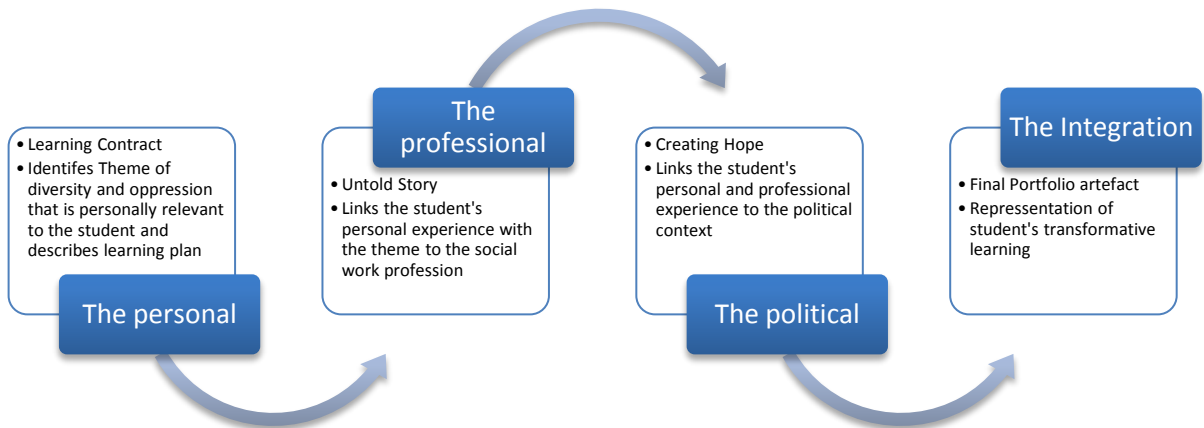 • Learning Contract
• Identifes Theme of
diversity and oppression
that is personally relevant
to the student and
describes learning plan
The personal
The
professional
• Untold Story
• Links the student's
personal experience with
the theme to the social
work profession
• Creating Hope
• Links the student's
personal and professional
experience to the political
context
The political
The Integration
• Final Portfolio artefact
• Repressentation of
student's transformative
learning